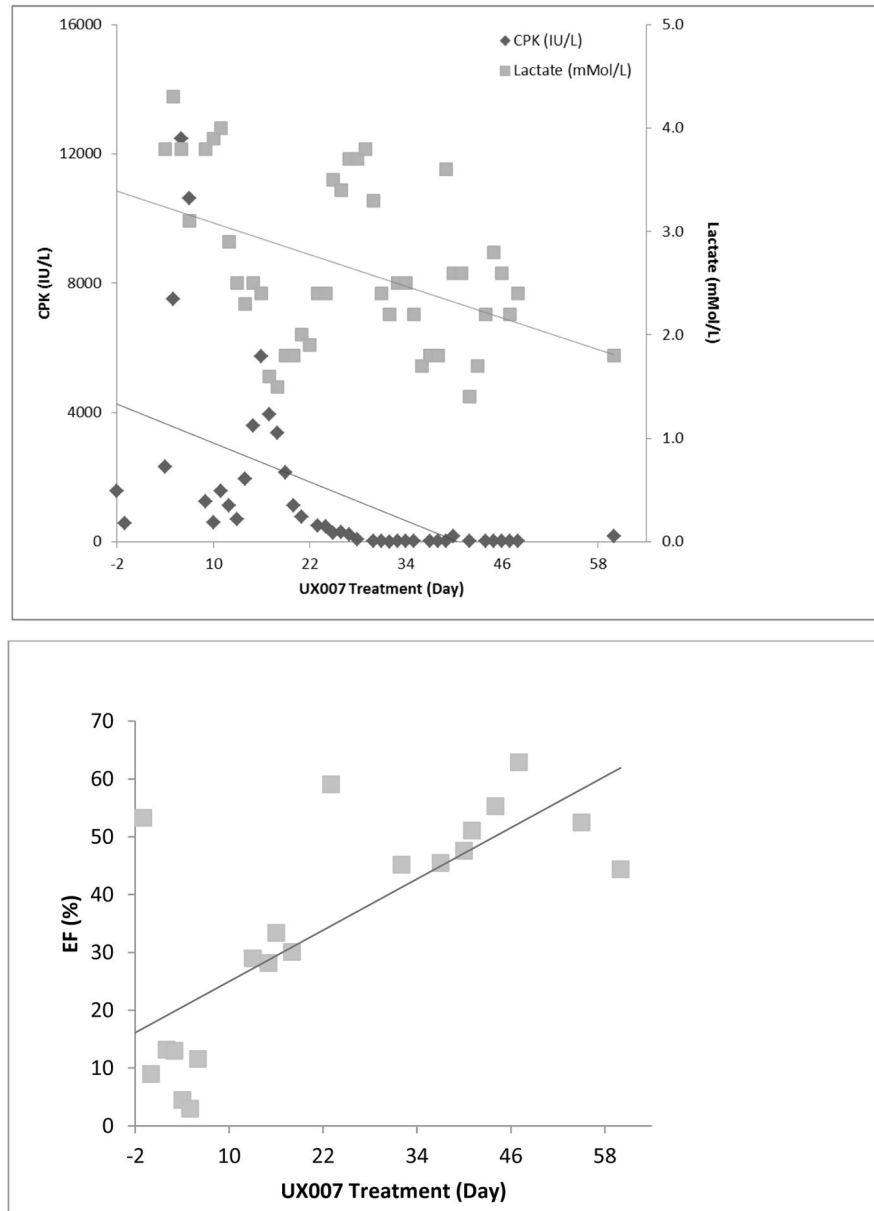 16000
12000
8000
4000
0
CPK (IU/L)
CPK (IU/L)
Lactate (mMol/L)
5.0
4.0
3.0
2.0
1.0
0.0
Lactate (mMol/L)
-2 10 22 34 46 58
UX007 Treatment (Day)
70
60
50
40
30
20
10
0
EF (%)
-2 10 22 34 46 58
UX007 Treatment (Day)